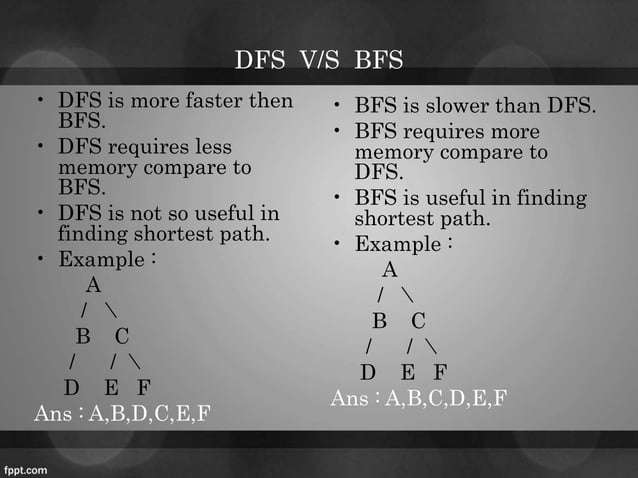 DFS V/S BFS
• DFS is more faster then
BFS.
• DFS requires less
memory compare to
BFS.
• DFS is not so useful in
finding shortest path.
• Example :
A
/ \
B C
/ / \
D E F
Ans : A,B,D,C,E,F
• BFS is slower than DFS.
• BFS requires more
memory compare to
DFS.
• BFS is useful in finding
shortest path.
• Example :
A
/ \
B C
/ / \
D E F
Ans : A,B,C,D,E,F
fppt.com